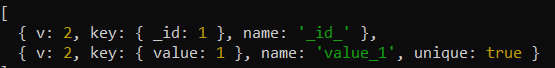 [
  { v: 2, key: { _id: 1 }, name: '_id_' },
  { v: 2, key: { value: 1 }, name: 'value_1', unique: true }